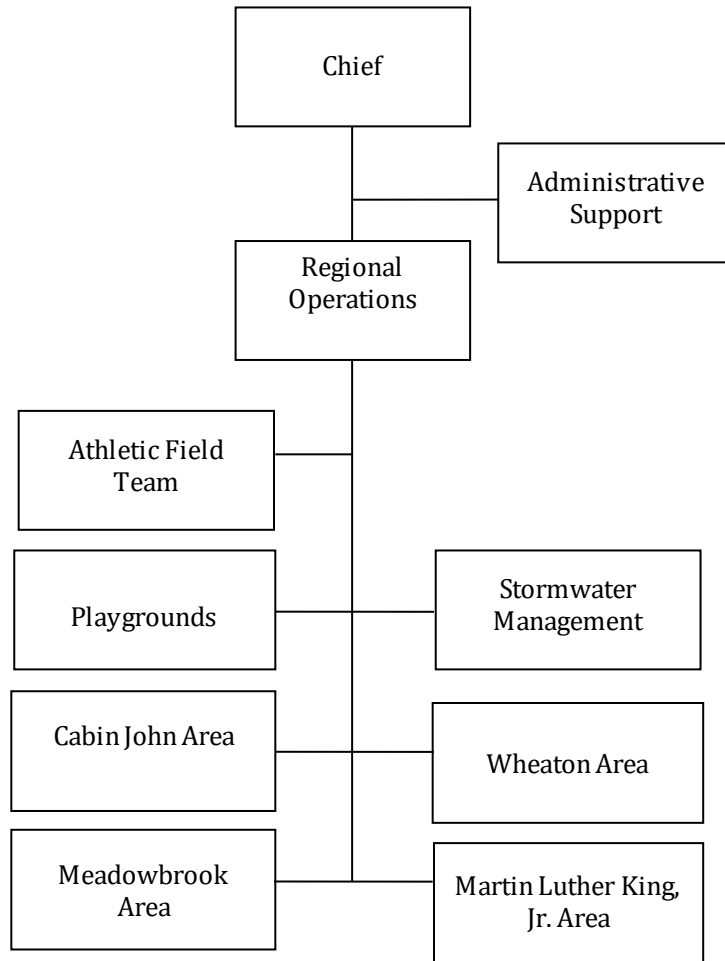 Chief
Administrative
Support
Regional
Operations
Athletic Field
Team
Playgrounds
Stormwater
Management
Cabin John Area
Wheaton Area
Meadowbrook
Area
Martin Luther King,
Jr. Area